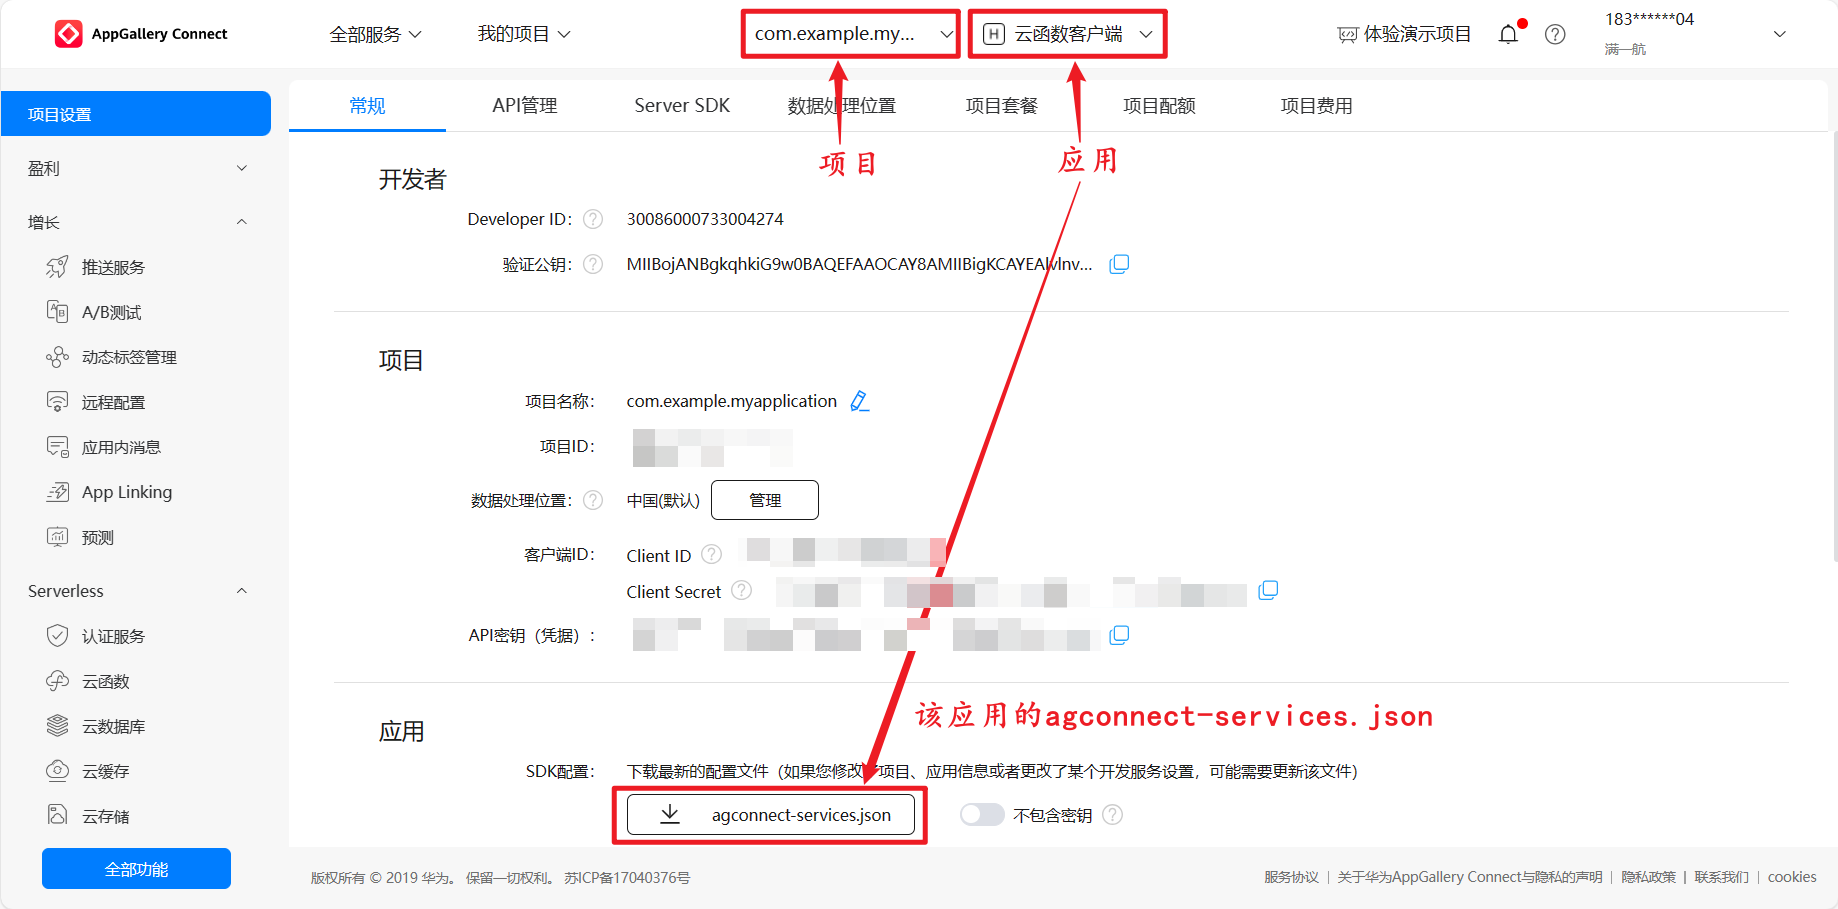 AppGallery Connect
全部服务
我的项目
com.example.my...
H
云函数客户端
体验演示项目
183******04
满一航
项目设置
盈利
增长
推送服务
A/B测试
动态标签管理
远程配置
应用内消息
App Linking
预测
Serverless
认证服务
云函数
云数据库
云缓存
云存储
全部功能
常规
API管理
Server SDK
数据处理位置
项目套餐
项目配额
项目费用
项目
应用
开发者
Developer ID: 30086000733004274
验证公钥: MIIBojANBgkqhkiG9w0BAQEFAAOCAY8AMIIBigKCAYEAlvlnv...
项目
项目名称: com.example.myapplication
项目ID:
数据处理位置: 中国(默认) 管理
客户端ID: Client ID
Client Secret
API密钥（凭据）:
该应用的agconnect-services.json
应用
SDK配置: 下载最新的配置文件（如果您修改了项目、应用信息或者更改了某个开发服务设置，可能需要更新该文件）
agconnect-services.json
不包含密钥
版权所有 © 2019 华为。 保留一切权利。 苏ICP备17040376号
服务协议 | 关于华为AppGallery Connect与隐私的声明 | 隐私政策 | 联系我们 | cookies